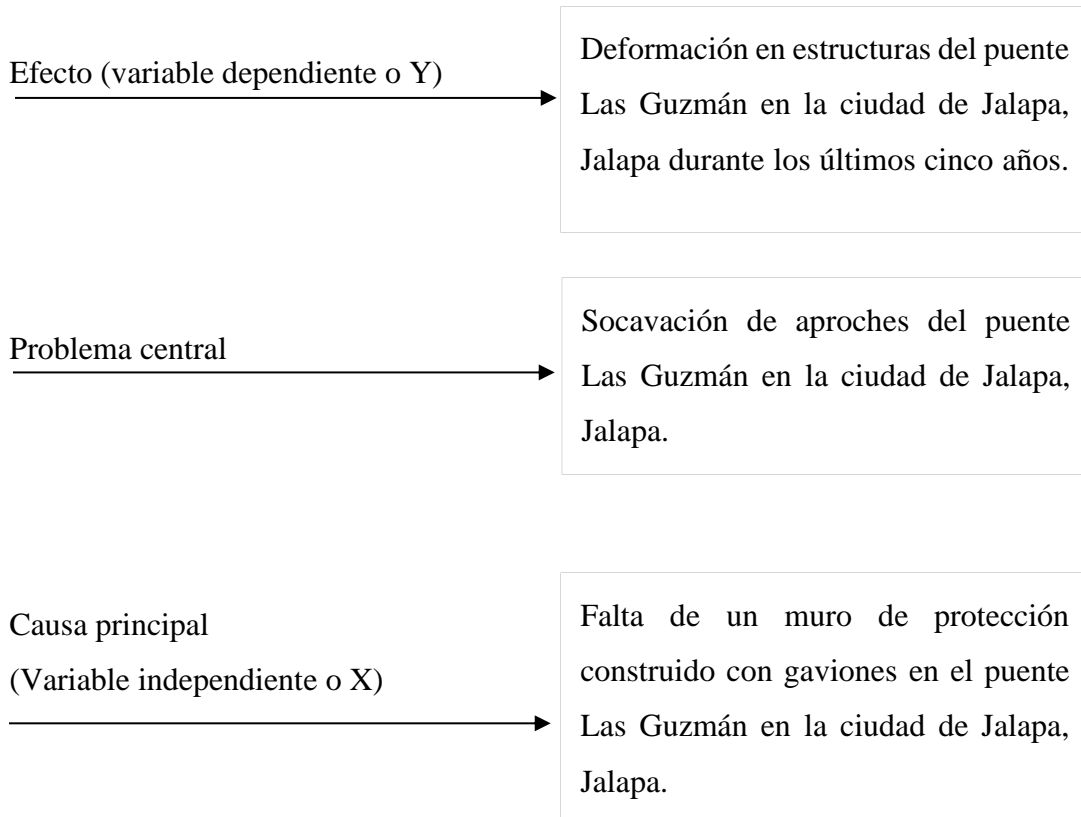 Efecto (variable dependiente o Y)
Deformación en estructuras del puente
Las Guzmán en la ciudad de Jalapa,
Jalapa durante los últimos cinco años.
Problema central
Socavación de aproches del puente
Las Guzmán en la ciudad de Jalapa,
Jalapa.
Causa principal
(Variable independiente o X)
Falta de un muro de protección
construido con gaviones en el puente
Las Guzmán en la ciudad de Jalapa,
Jalapa.